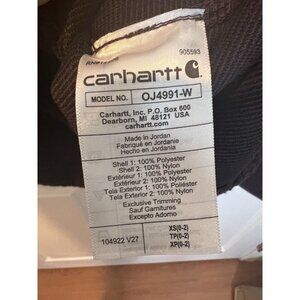 905593
carhartt
MODEL NO. OJ4991-W
Carhartt, Inc. P.O. Box 600
Dearborn, MI 48121 USA
carhartt.com
Made in Jordan
Fabriqué en Jordanie
Hecho en Jordania
Shell 1: 100% Polyester
Shell 2: 100% Nylon
Extérieur 1: 100% Polyester
Extérieur 2: 100% Nylon
Tela Exterior 1: 100% Polyester
Tela Exterior 2: 100% Nylon
Exclusive Trimming
Sauf Garnitures
Excepto Adorno
104922 V27
XS(0-2)
TP(0-2)
XP(0-2)